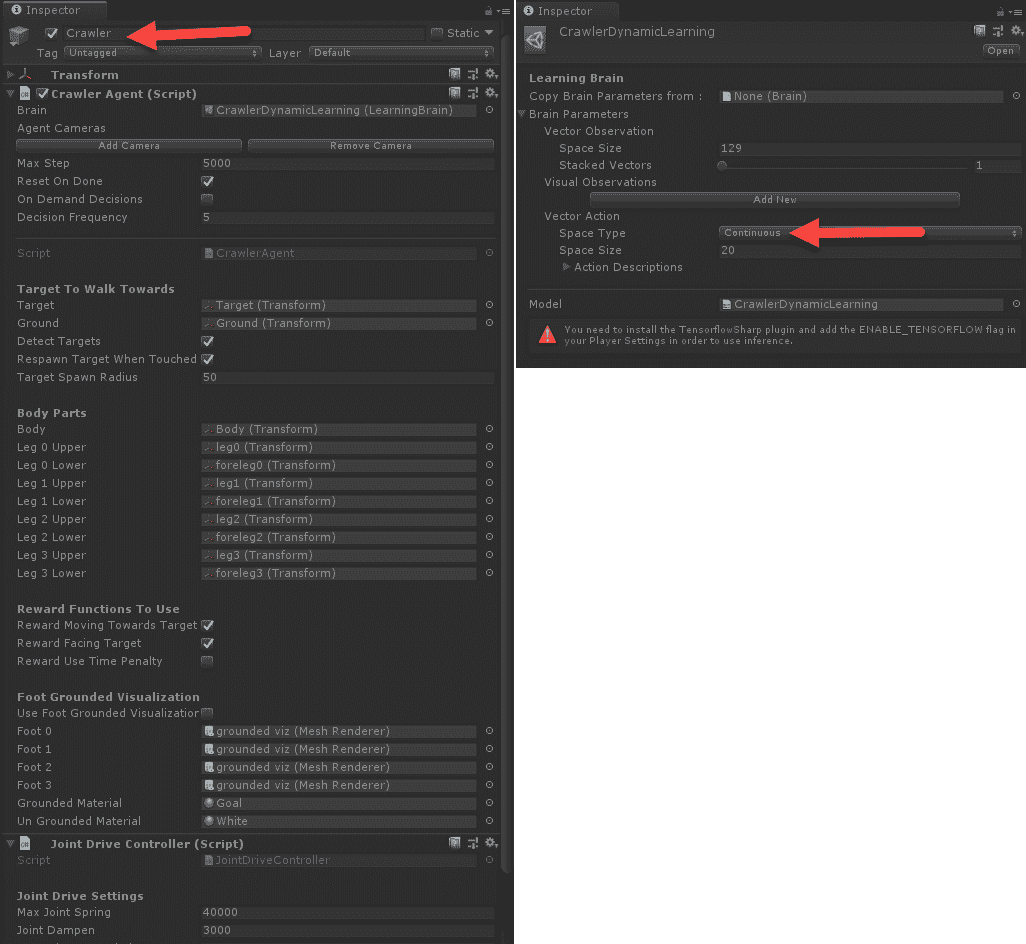 Inspector
Crawler Static
Tag Untagged Layer Default
Transform
Crawler Agent (Script)
Brain CrawlerDynamicLearning (LearningBrain)
Agent Cameras
Add Camera Remove Camera
Max Step 5000
Reset On Done
On Demand Decisions
Decision Frequency 5
Script CrawlerAgent
Target To Walk Towards
Target Target (Transform)
Ground Ground (Transform)
Detect Targets
Respawn Target When Touched
Target Spawn Radius 50
Body Parts
Body Body (Transform)
Leg 0 Upper leg0 (Transform)
Leg 0 Lower foreleg0 (Transform)
Leg 1 Upper leg1 (Transform)
Leg 1 Lower foreleg1 (Transform)
Leg 2 Upper leg2 (Transform)
Leg 2 Lower foreleg2 (Transform)
Leg 3 Upper leg3 (Transform)
Leg 3 Lower foreleg3 (Transform)
Reward Functions To Use
Reward Moving Towards Target
Reward Facing Target
Reward Use Time Penalty
Foot Grounded Visualization
Use Foot Grounded Visualization
Foot 0 grounded viz (Mesh Renderer)
Foot 1 grounded viz (Mesh Renderer)
Foot 2 grounded viz (Mesh Renderer)
Foot 3 grounded viz (Mesh Renderer)
Grounded Material Goal
Un Grounded Material White
Joint Drive Controller (Script)
Script JointDriveController
Joint Drive Settings
Max Joint Spring 40000
Joint Dampen 3000
Inspector
CrawlerDynamicLearning
Open
Learning Brain
Copy Brain Parameters from : None (Brain)
Brain Parameters
Vector Observation
Space Size 129
Stacked Vectors 1
Visual Observations
Add New
Vector Action
Space Type Continuous
Space Size 20
Action Descriptions
Model CrawlerDynamicLearning
You need to install the TensorflowSharp plugin and add the ENABLE_TENSORFLOW flag in
your Player Settings in order to use inference.